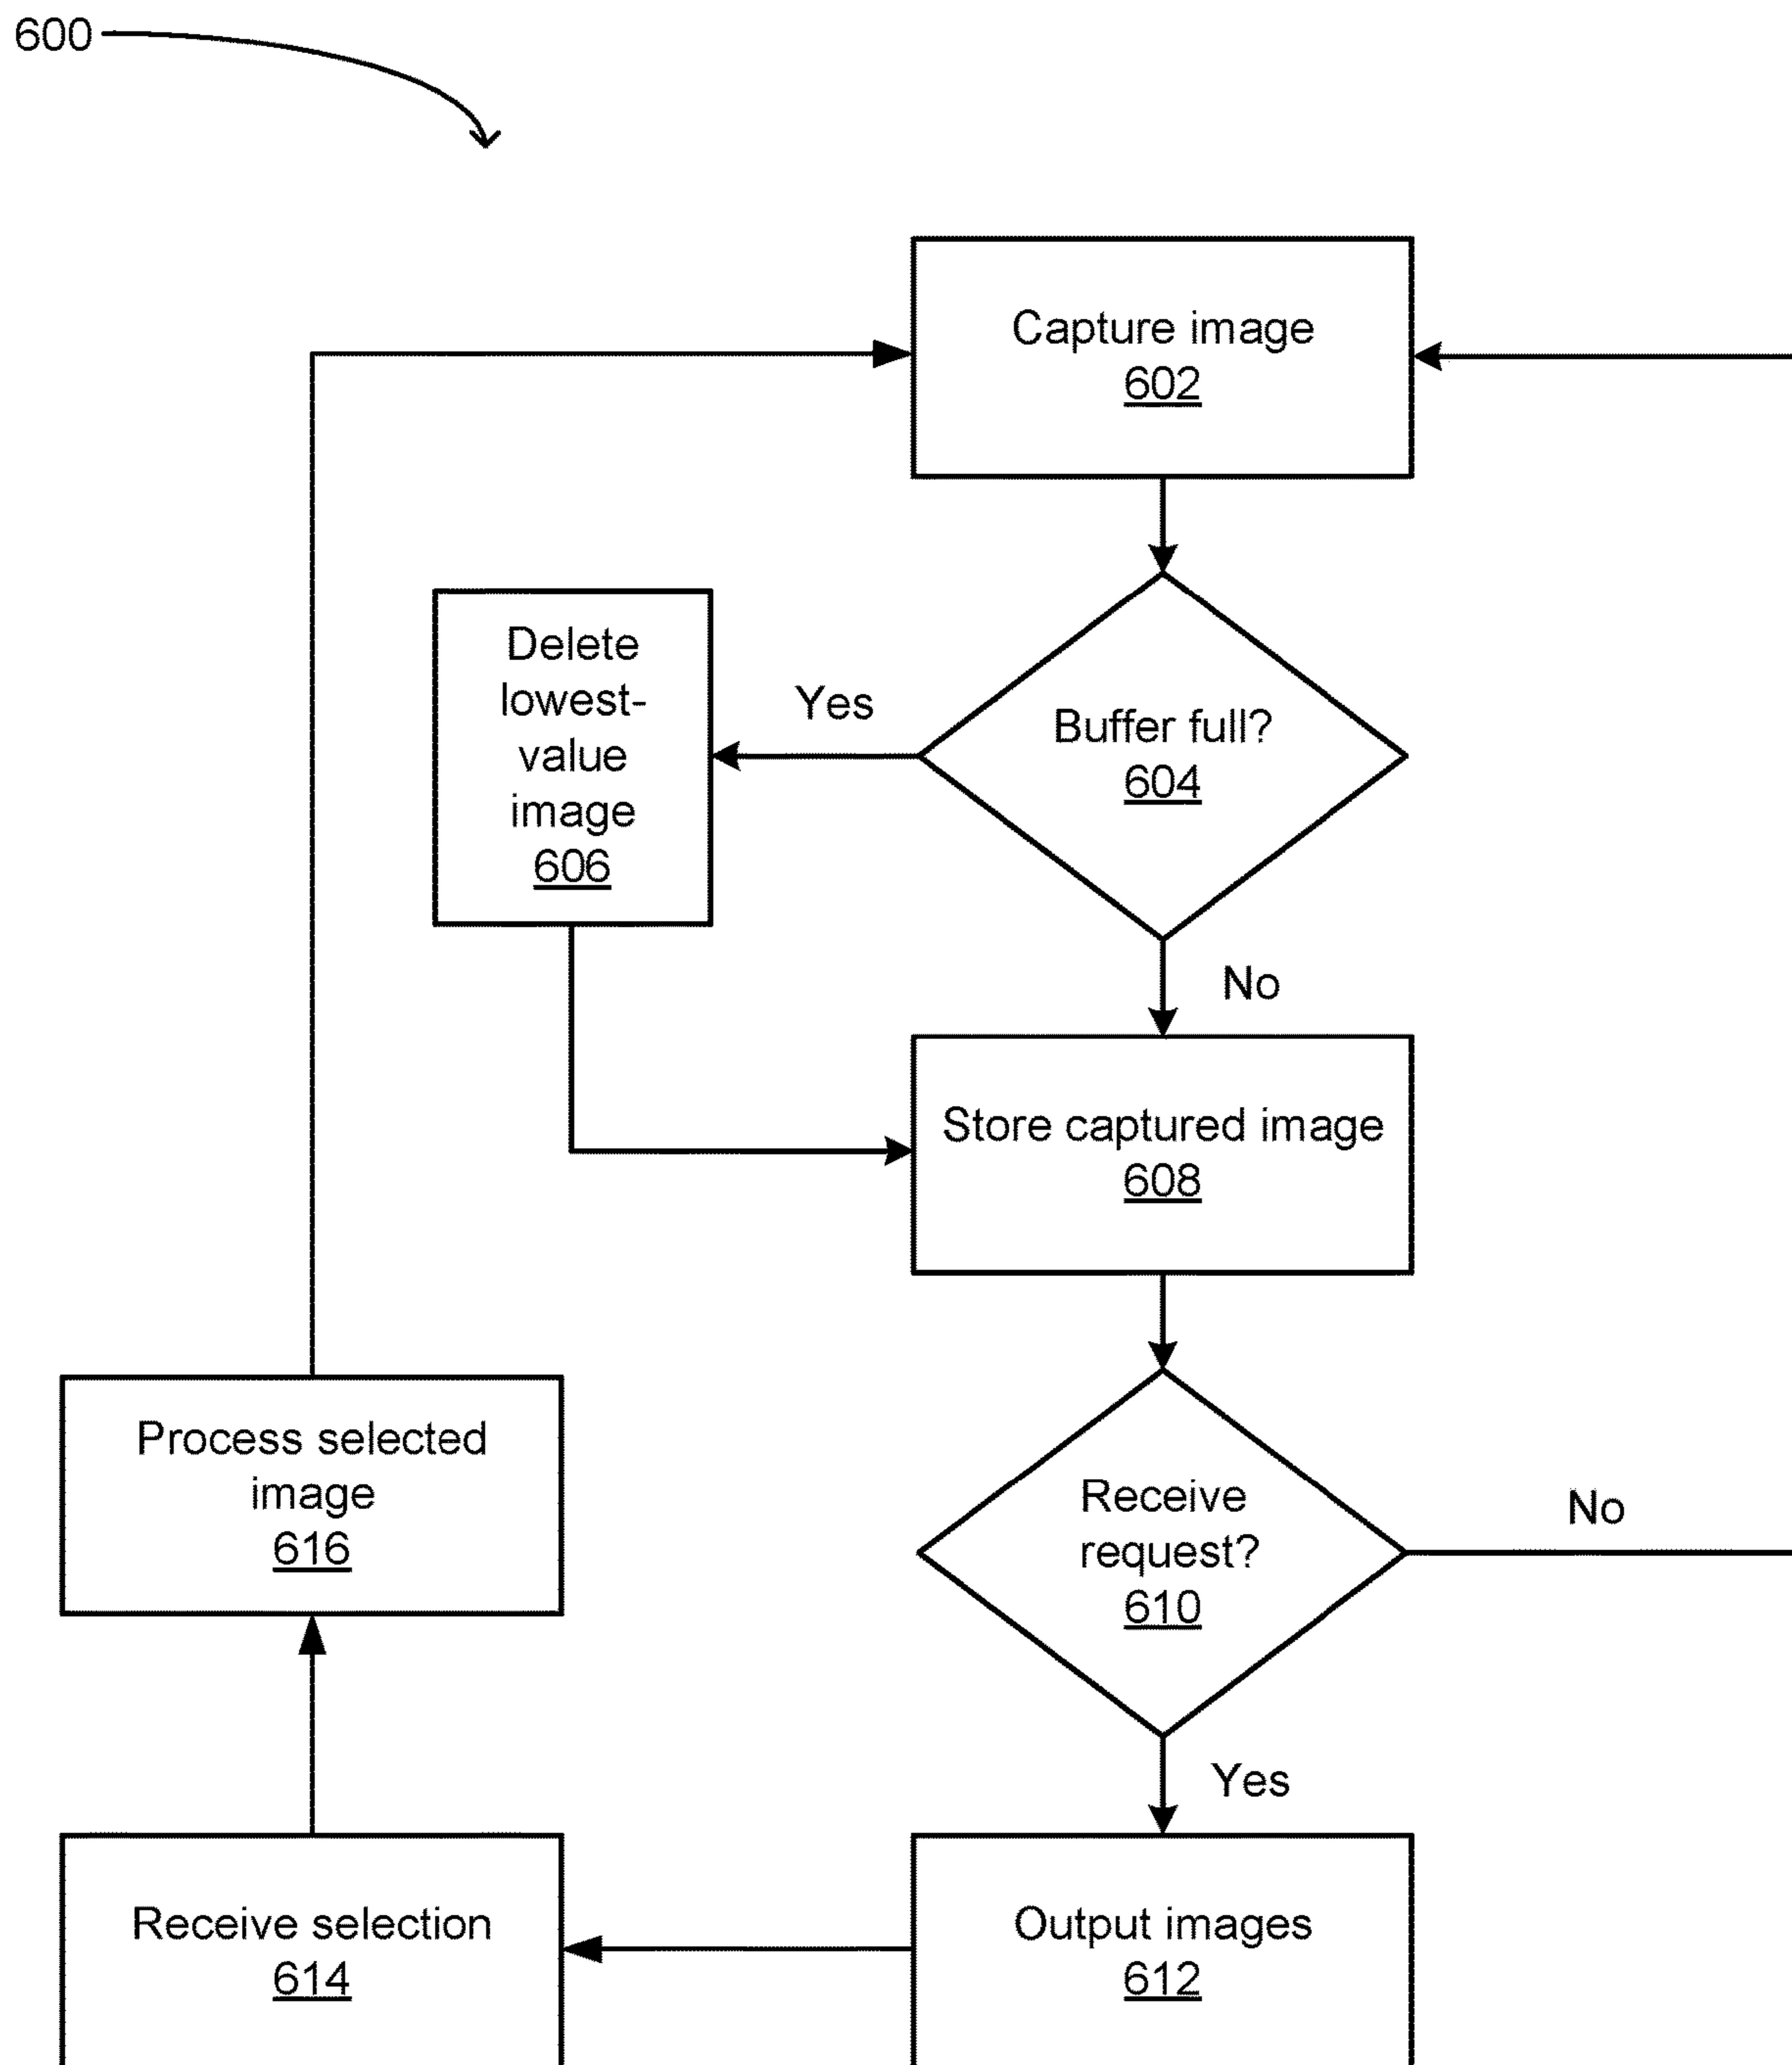 600
Capture image
602
Delete
lowest-
value
image
606
Yes
Buffer full?
604
No
Store captured image
608
Process selected
image
616
Receive
request?
610
No
Yes
Receive selection
614
Output images
612